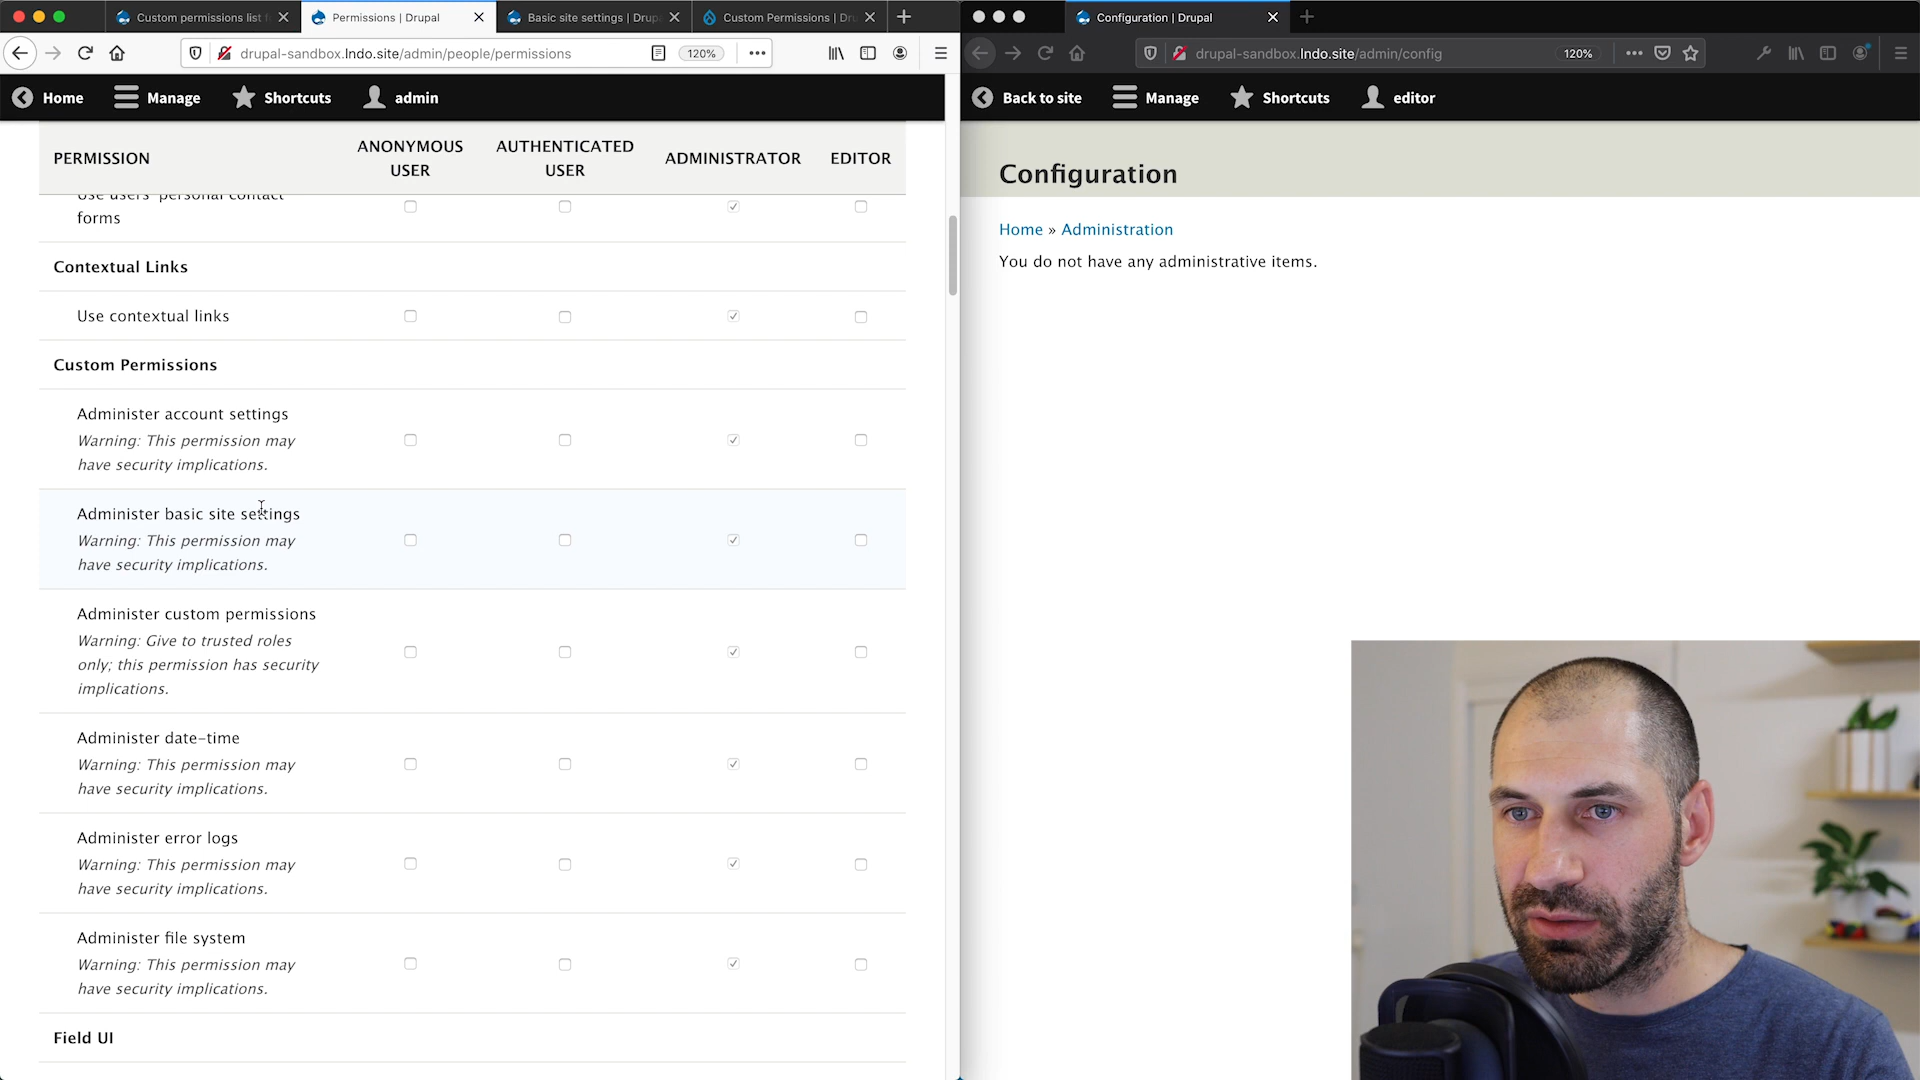 Custom permissions list f
Permissions | Drupal
Basic site settings | Drup
Custom Permissions | Dr
drupal-sandbox.lndo.site/admin/people/permissions
120%
Home
Manage
Shortcuts
admin
PERMISSION
ANONYMOUS
USER
AUTHENTICATED
USER
ADMINISTRATOR
EDITOR
Use users' personal contact
forms
Contextual Links
Use contextual links
Custom Permissions
Administer account settings
Warning: This permission may
have security implications.
Administer basic site settings
Warning: This permission may
have security implications.
Administer custom permissions
Warning: Give to trusted roles
only; this permission has security
implications.
Administer date-time
Warning: This permission may
have security implications.
Administer error logs
Warning: This permission may
have security implications.
Administer file system
Warning: This permission may
have security implications.
Field UI
Configuration | Drupal
drupal-sandbox.lndo.site/admin/config
120%
Back to site
Manage
Shortcuts
editor
Configuration
Home » Administration
You do not have any administrative items.